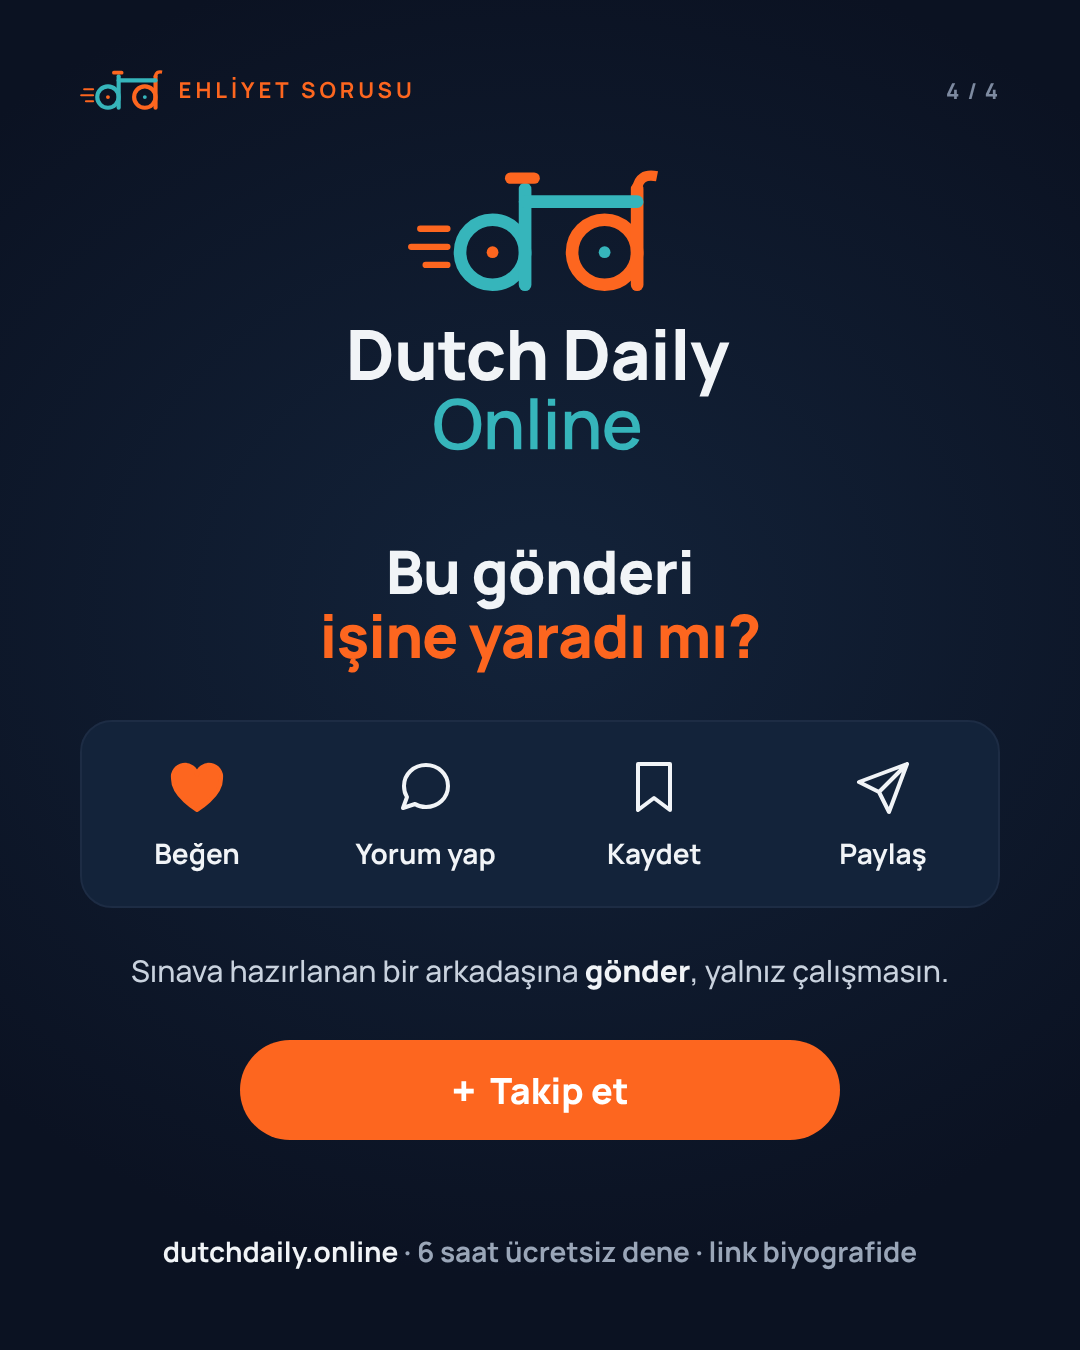 EHLİYET SORUSU
4 / 4
Dutch Daily
Online
Bu gönderi
işine yaradı mı?
Beğen
Yorum yap
Kaydet
Paylaş
Sınava hazırlanan bir arkadaşına gönder, yalnız çalışmasın.
+ Takip et
dutchdaily.online · 6 saat ücretsiz dene · link biyografide